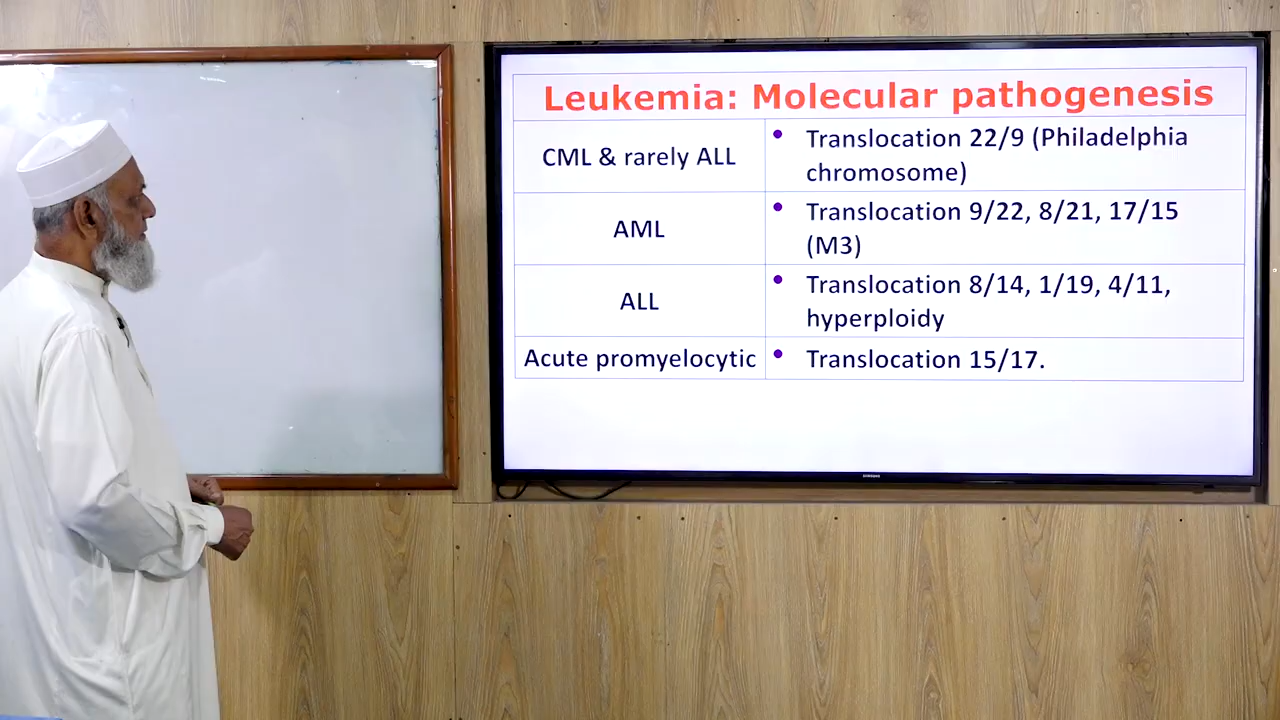 Leukemia: Molecular pathogenesis
CML & rarely ALL
• Translocation 22/9 (Philadelphia
chromosome)
AML
• Translocation 9/22, 8/21, 17/15
(M3)
ALL
• Translocation 8/14, 1/19, 4/11,
hyperploidy
Acute promyelocytic
• Translocation 15/17.
SAMSUNG